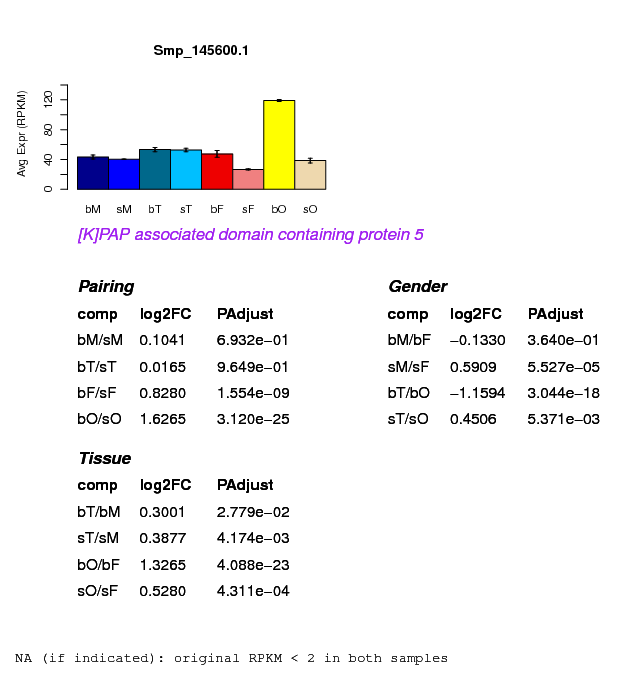 Smp_145600.1
Avg Expr (RPKM)
0 40 80 120
bM sM bT sT bF sF bO sO
[K]PAP associated domain containing protein 5
Pairing
comp log2FC PAdjust
bM/sM 0.1041 6.932e−01
bT/sT 0.0165 9.649e−01
bF/sF 0.8280 1.554e−09
bO/sO 1.6265 3.120e−25
Gender
comp log2FC PAdjust
bM/bF −0.1330 3.640e−01
sM/sF 0.5909 5.527e−05
bT/bO −1.1594 3.044e−18
sT/sO 0.4506 5.371e−03
Tissue
comp log2FC PAdjust
bT/bM 0.3001 2.779e−02
sT/sM 0.3877 4.174e−03
bO/bF 1.3265 4.088e−23
sO/sF 0.5280 4.311e−04
NA (if indicated): original RPKM < 2 in both samples